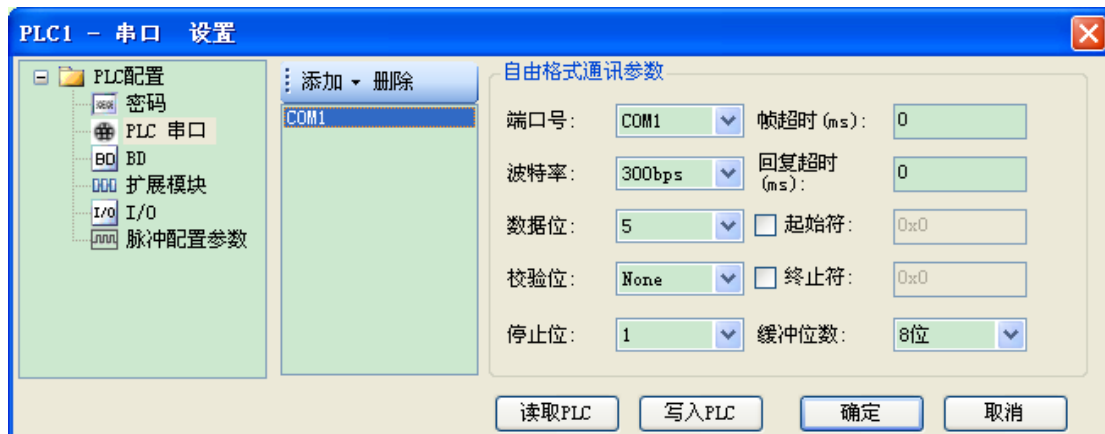 PLC1 - 串口 设置
PLC配置
密码
PLC 串口
BD BD
扩展模块
I/O I/O
脉冲配置参数
添加 删除
COM1
自由格式通讯参数
端口号: COM1 帧超时(ms): 0
波特率: 300bps 回复超时(ms): 0
数据位: 5 起始符: 0x0
校验位: None 终止符: 0x0
停止位: 1 缓冲位数: 8位
读取PLC 写入PLC 确定 取消